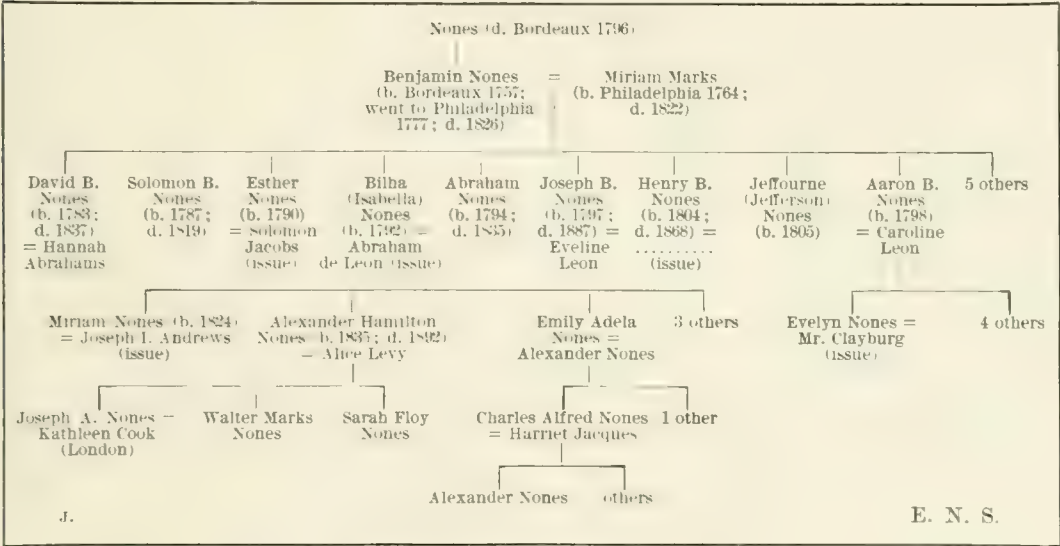 Nones (d. Bordeaux 1796)
Benjamin Nones = Miriam Marks
(b. Bordeaux 1757; (b. Philadelphia 1764;
went to Philadelphia d. 1822)
1777; d. 1826)
David B.
Nones
(b. 1783;
d. 1837)
= Hannah
Abrahams
Solomon B.
Nones
(b. 1787;
d. 1819)
Esther
Nones
(b. 1790)
= Solomon
Jacobs
(issue)
Bilha
(Isabella)
Nones
(b. 1792) =
Abraham
de Leon (issue)
Abraham
Nones
(b. 1794;
d. 1835)
Joseph B.
Nones
(b. 1797;
d. 1887) =
Eveline
Leon
Henry B.
Nones
(b. 1804;
d. 1868) =
..........
(issue)
Jeffourne
(Jefferson)
Nones
(b. 1805)
Aaron B.
Nones
(b. 1798)
= Caroline
Leon
5 others
Miriam Nones (b. 1824)
= Joseph I. Andrews
(issue)
Alexander Hamilton
Nones b. 1835; d. 1892)
= Alice Levy
Emily Adela
Nones =
Alexander Nones
3 others
Evelyn Nones =
Mr. Clayburg
(issue)
4 others
Joseph A. Nones =
Kathleen Cook
(London)
Walter Marks
Nones
Sarah Floy
Nones
Charles Alfred Nones
= Harriet Jacques
1 other
Alexander Nones
others
J.
E. N. S.